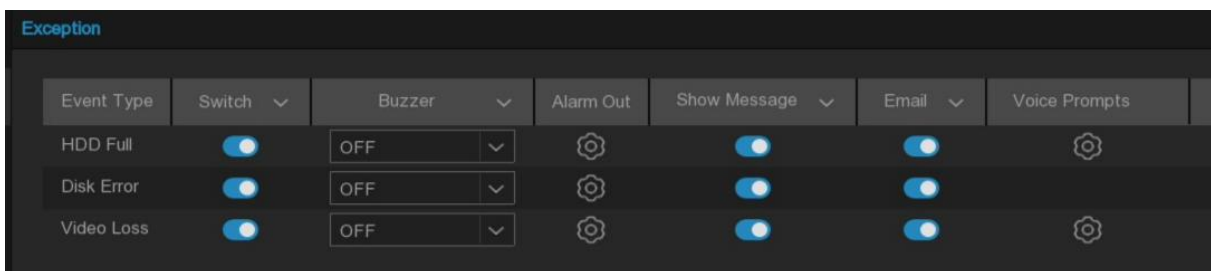 Exception
Event Type Switch Buzzer Alarm Out Show Message Email Voice Prompts
HDD Full OFF
Disk Error OFF
Video Loss OFF